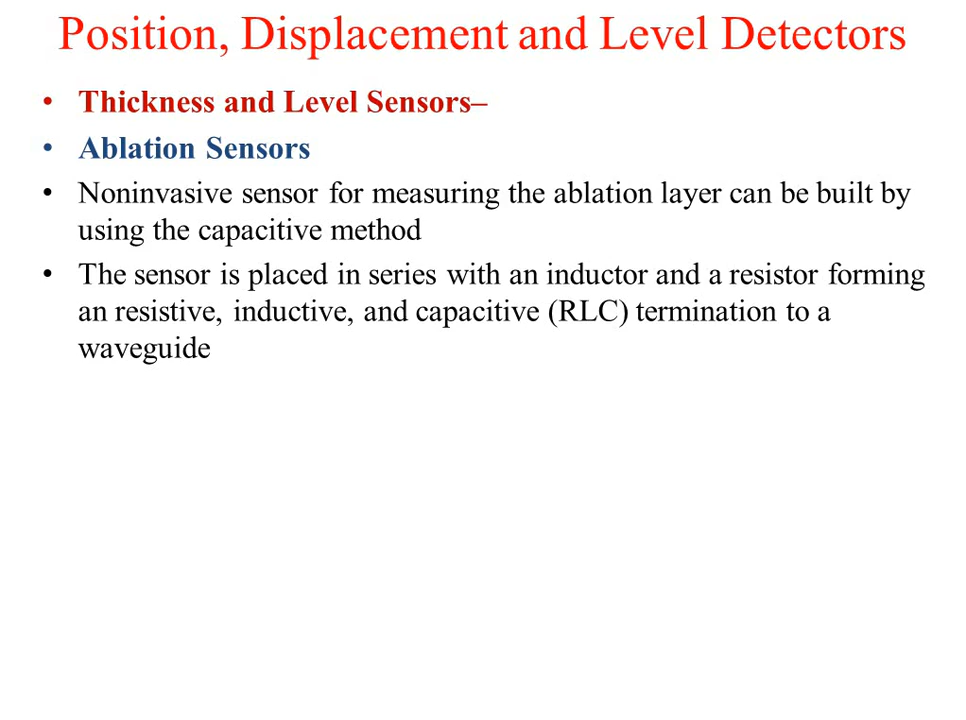 Position, Displacement and Level Detectors
• Thickness and Level Sensors–
• Ablation Sensors
• Noninvasive sensor for measuring the ablation layer can be built by
using the capacitive method
• The sensor is placed in series with an inductor and a resistor forming
an resistive, inductive, and capacitive (RLC) termination to a
waveguide